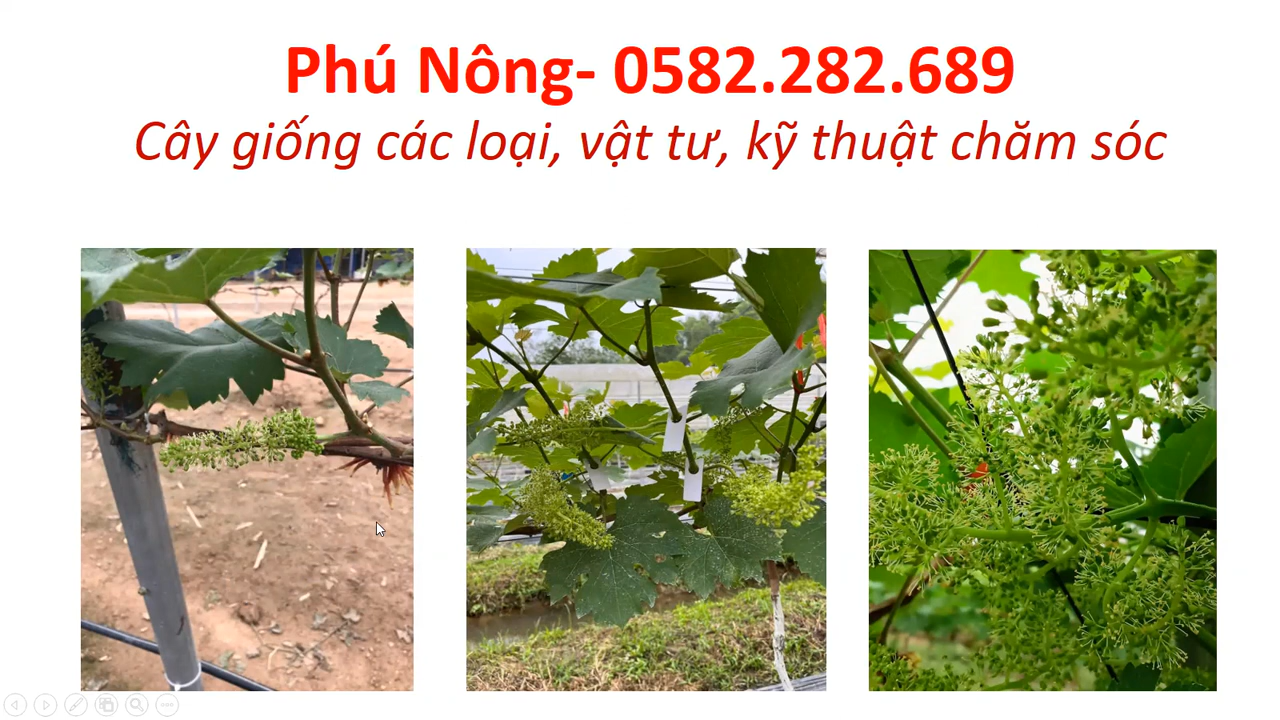 Phú Nông- 0582.282.689
Cây giống các loại, vật tư, kỹ thuật chăm sóc